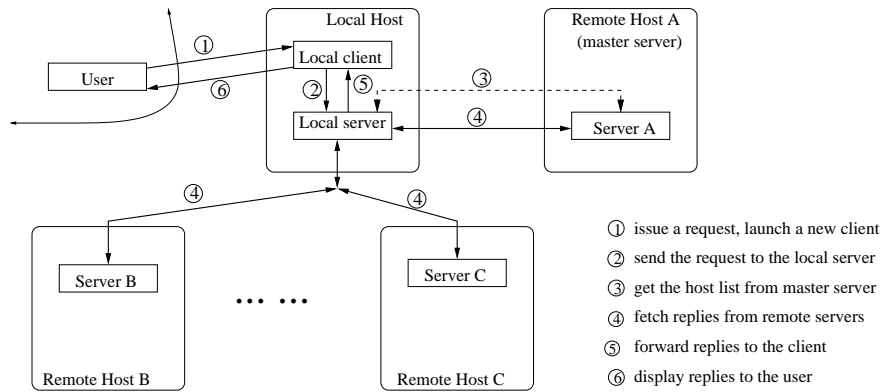 Local Host
Remote Host A
(master server)
①
Local client
③
User
⑥
②
⑤
Local server
④
Server A
④
④
Server B
Server C
Remote Host B
Remote Host C
① issue a request, launch a new client
② send the request to the local server
③ get the host list from master server
④ fetch replies from remote servers
⑤ forward replies to the client
⑥ display replies to the user